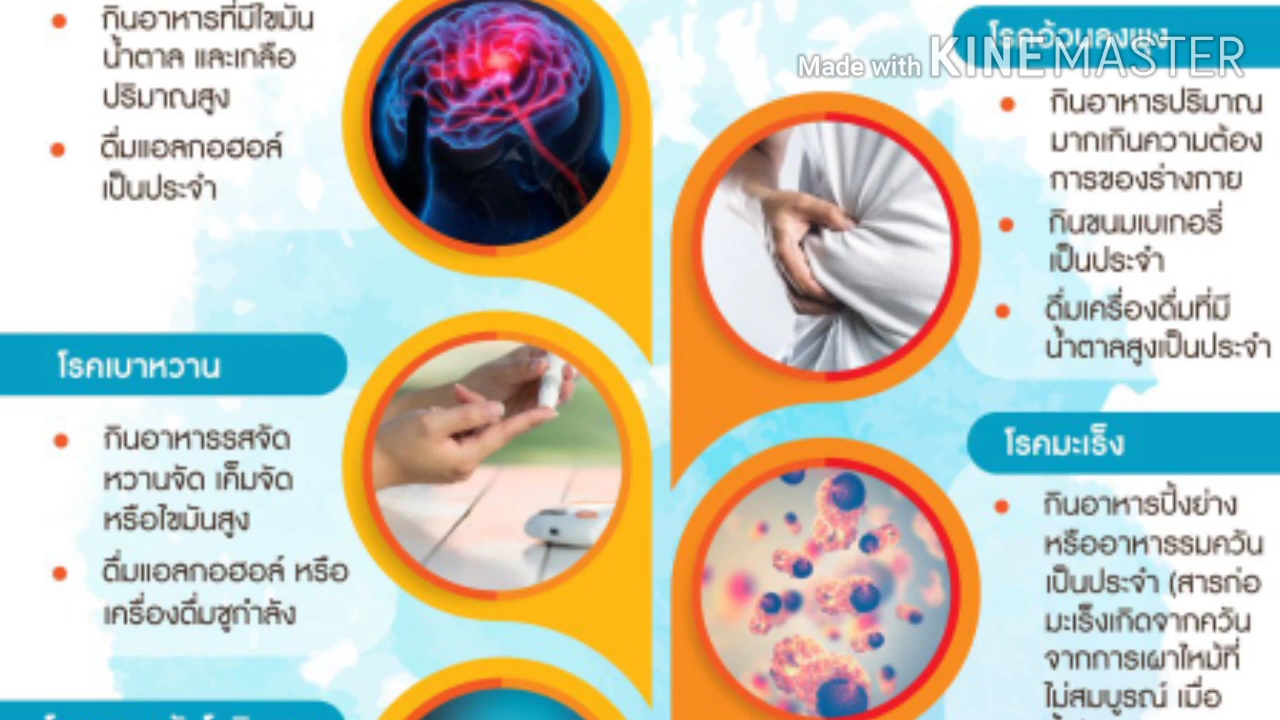 กินอาหารที่มีไขมัน
น้ำตาล และเกลือ
ปริมาณสูง
ดื่มแอลกอฮอล์
เป็นประจำ
โรคเบาหวาน
กินอาหารรสจัด
หวานจัด เค็มจัด
หรือไขมันสูง
ดื่มแอลกอฮอล์ หรือ
เครื่องดื่มชูกำลัง
โรคอ้วนลงพุง
Made with KINEMASTER
กินอาหารปริมาณ
มากเกินความต้อง
การของร่างกาย
กินขนมเบเกอรี่
เป็นประจำ
ดื่มเครื่องดื่มที่มี
น้ำตาลสูงเป็นประจำ
โรคมะเร็ง
กินอาหารปิ้งย่าง
หรืออาหารรมควัน
เป็นประจำ (สารก่อ
มะเร็งเกิดจากควัน
จากการเผาไหม้ที่
ไม่สมบูรณ์ เมื่อ